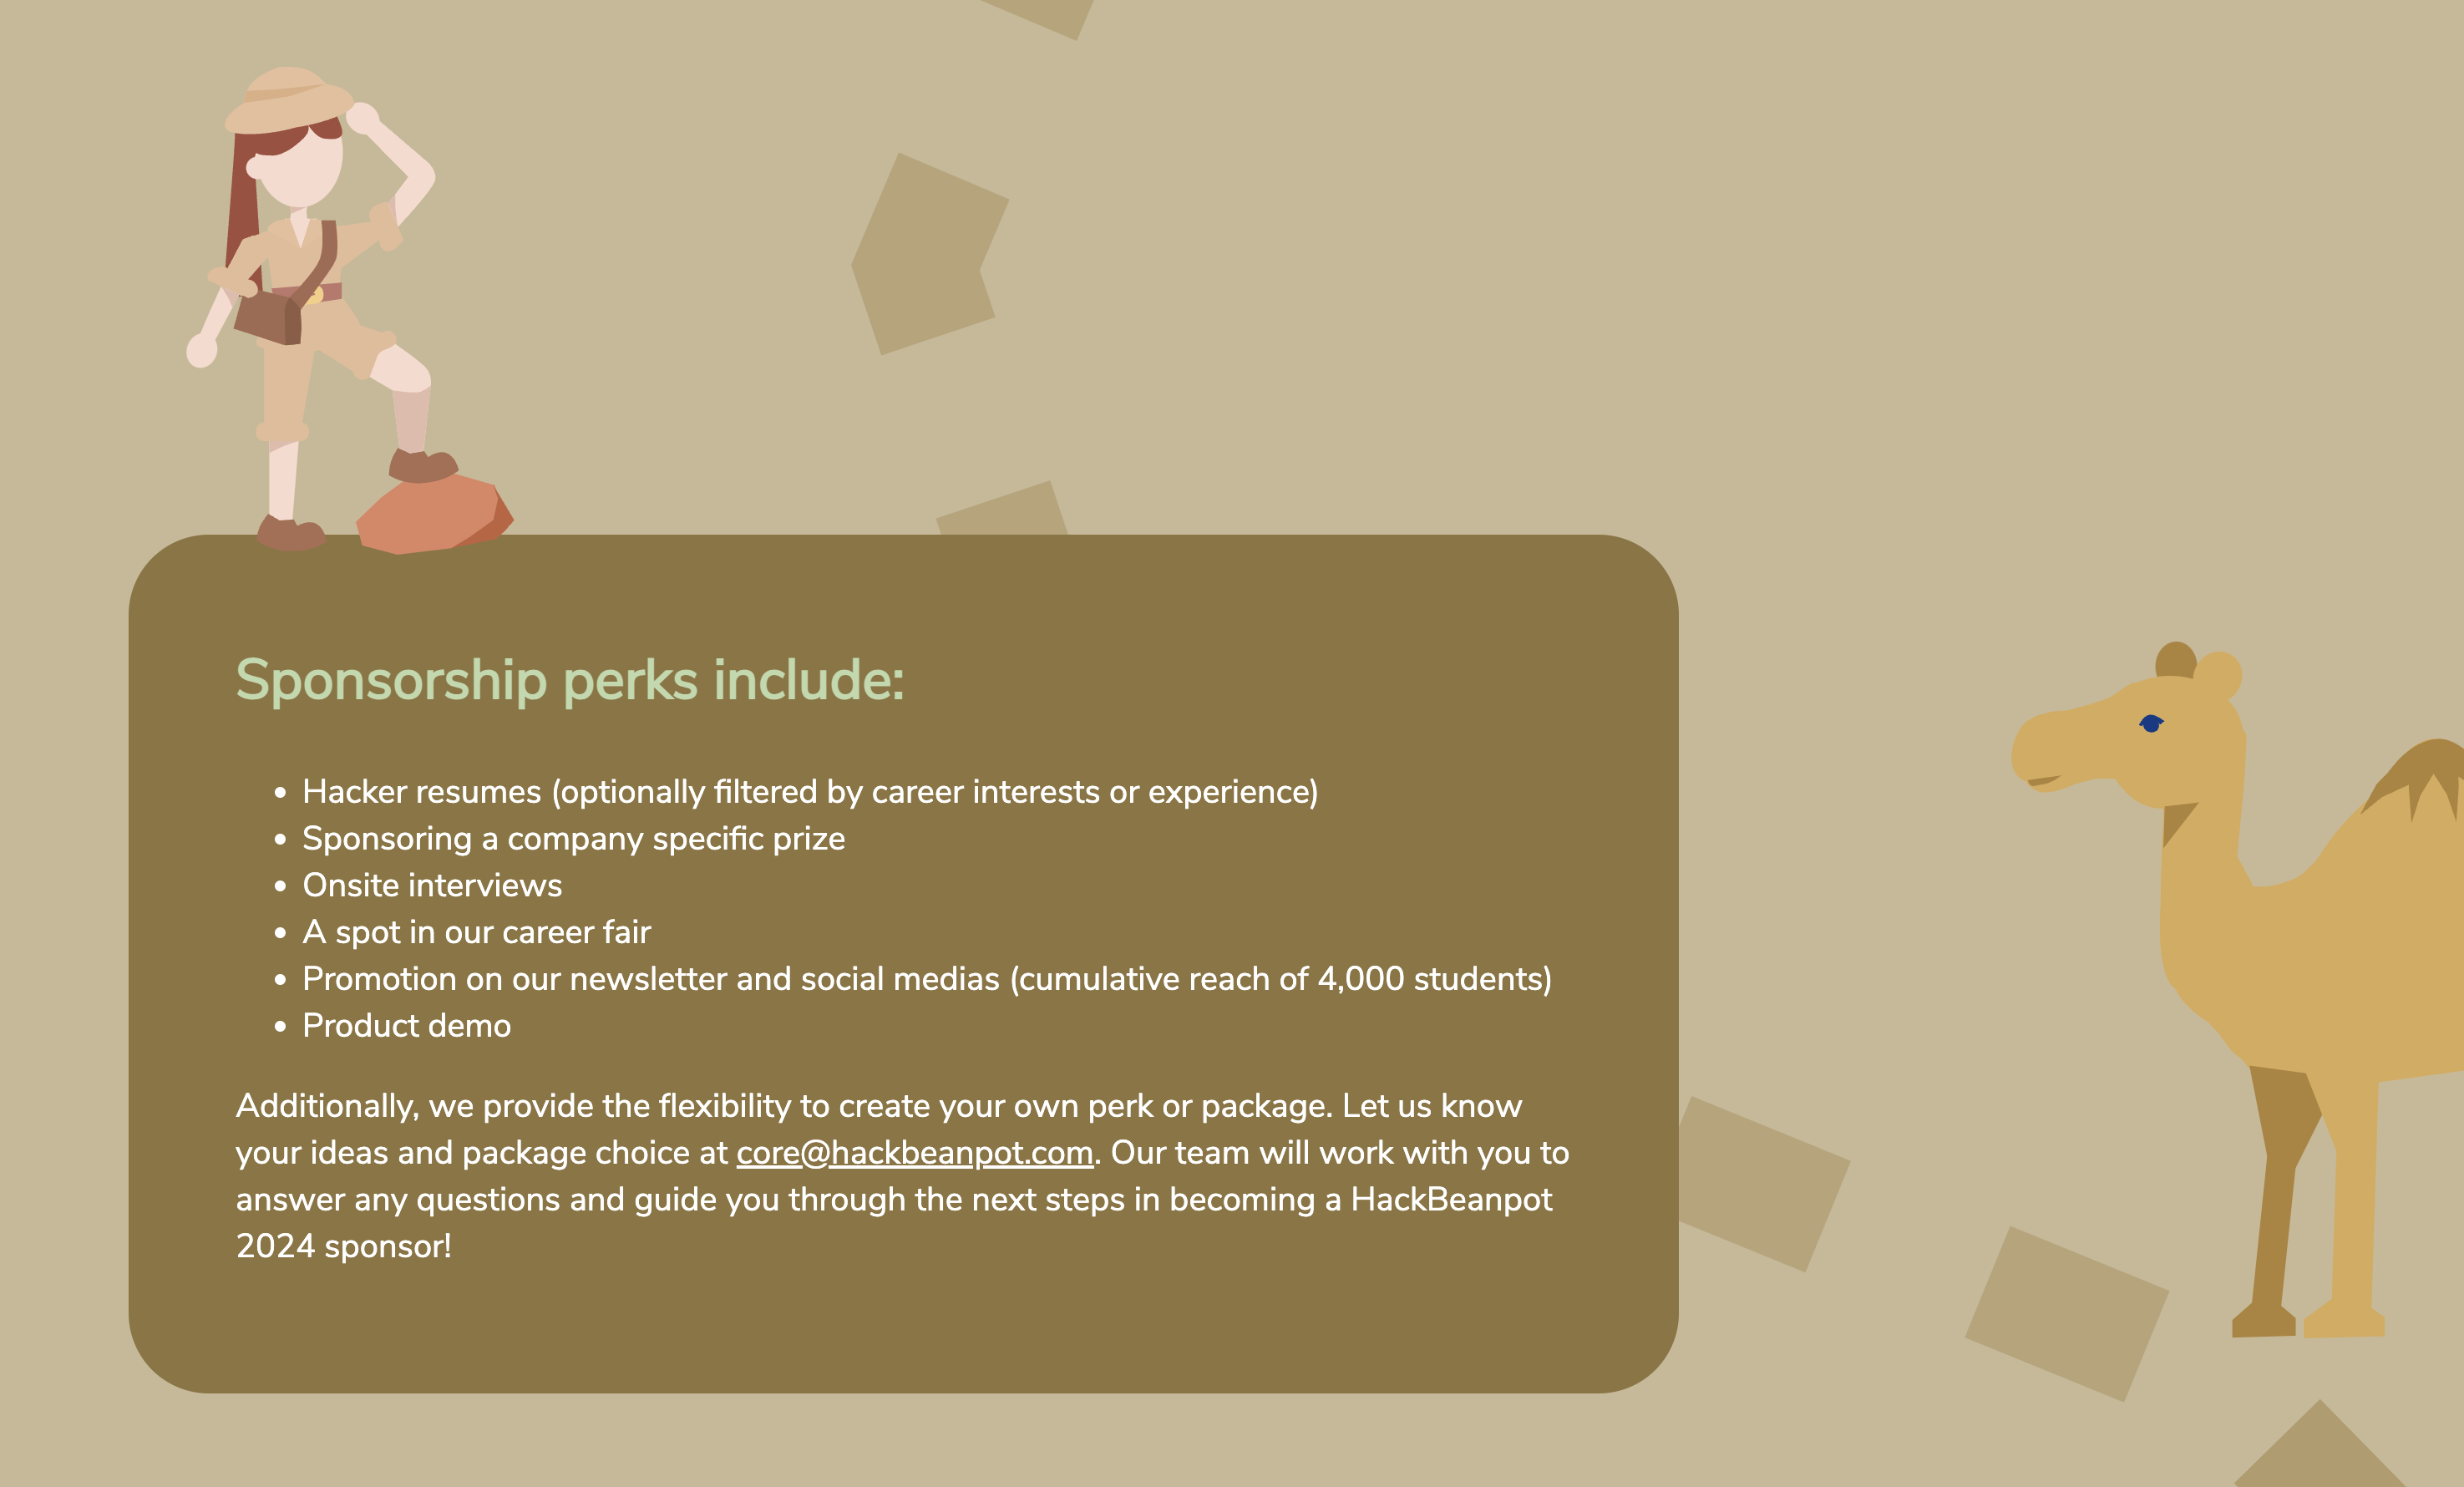 Sponsorship perks include:
• Hacker resumes (optionally filtered by career interests or experience)
• Sponsoring a company specific prize
• Onsite interviews
• A spot in our career fair
• Promotion on our newsletter and social medias (cumulative reach of 4,000 students)
• Product demo
Additionally, we provide the flexibility to create your own perk or package. Let us know
your ideas and package choice at core@hackbeanpot.com. Our team will work with you to
answer any questions and guide you through the next steps in becoming a HackBeanpot
2024 sponsor!